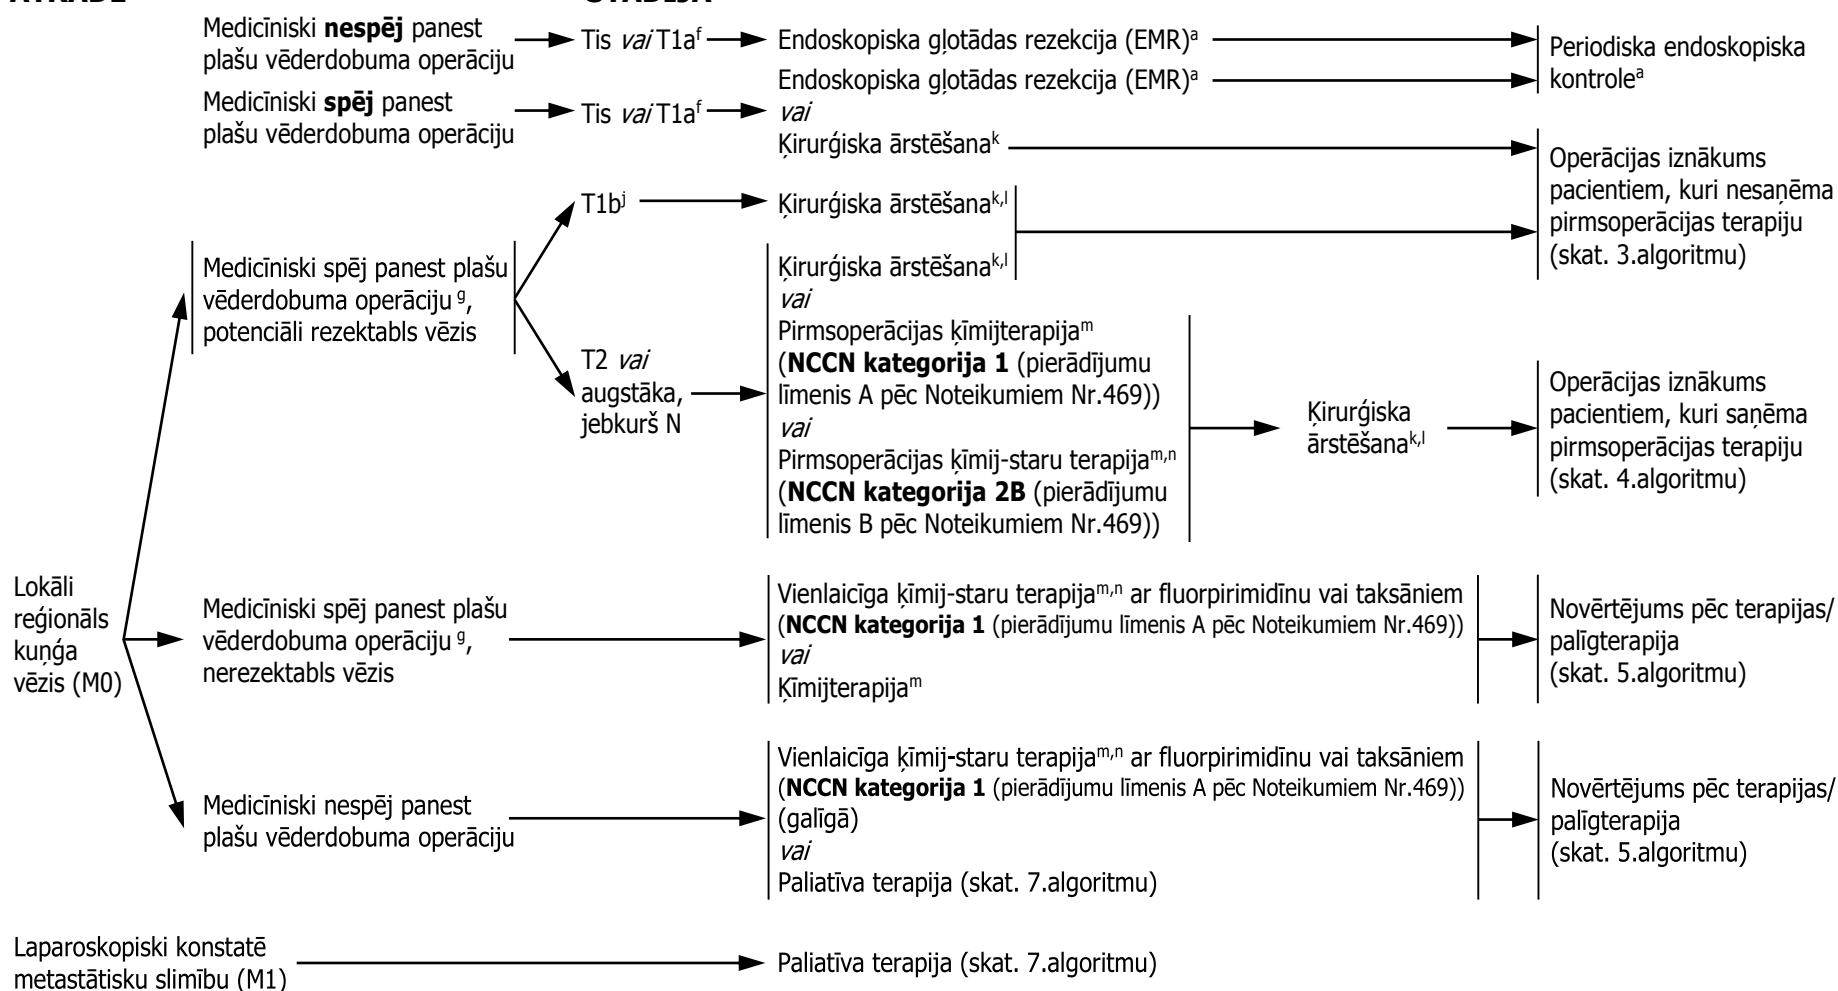 Medicīniski nespēj panest
plašu vēderdobuma operāciju
Tis vai T1aᶠ
Endoskopiska gļotādas rezekcija (EMR)ᵃ
Periodiska endoskopiska
kontroleᵃ
Endoskopiska gļotādas rezekcija (EMR)ᵃ
Medicīniski spēj panest
plašu vēderdobuma operāciju
Tis vai T1aᶠ
vai
Ķirurģiska ārstēšanaᵏ
Operācijas iznākums
pacientiem, kuri nesaņēma
pirmsoperācijas terapiju
(skat. 3.algoritmu)
T1bʲ
Ķirurģiska ārstēšanaᵏ,ˡ
Medicīniski spēj panest plašu
vēderdobuma operāciju ᵍ,
potenciāli rezektabls vēzis
T2 vai
augstāka,
jebkurš N
Ķirurģiska ārstēšanaᵏ,ˡ
vai
Pirmsoperācijas ķīmijterapijaᵐ
(NCCN kategorija 1 (pierādījumu
līmenis A pēc Noteikumiem Nr.469))
vai
Pirmsoperācijas ķīmij-staru terapijaᵐ,ⁿ
(NCCN kategorija 2B (pierādījumu
līmenis B pēc Noteikumiem Nr.469))
Ķirurģiska
ārstēšanaᵏ,ˡ
Operācijas iznākums
pacientiem, kuri saņēma
pirmsoperācijas terapiju
(skat. 4.algoritmu)
Lokāli
reģionāls
kuņģa
vēzis (M0)
Medicīniski spēj panest plašu
vēderdobuma operāciju ᵍ,
nerezektabls vēzis
Vienlaicīga ķīmij-staru terapijaᵐ,ⁿ ar fluorpirimidīnu vai taksāniem
(NCCN kategorija 1 (pierādījumu līmenis A pēc Noteikumiem Nr.469))
vai
Ķīmijterapijaᵐ
Novērtējums pēc terapijas/
palīgterapija
(skat. 5.algoritmu)
Medicīniski nespēj panest
plašu vēderdobuma operāciju
Vienlaicīga ķīmij-staru terapijaᵐ,ⁿ ar fluorpirimidīnu vai taksāniem
(NCCN kategorija 1 (pierādījumu līmenis A pēc Noteikumiem Nr.469))
(galīgā)
vai
Paliatīva terapija (skat. 7.algoritmu)
Novērtējums pēc terapijas/
palīgterapija
(skat. 5.algoritmu)
Laparoskopiski konstatē
metastātisku slimību (M1)
Paliatīva terapija (skat. 7.algoritmu)